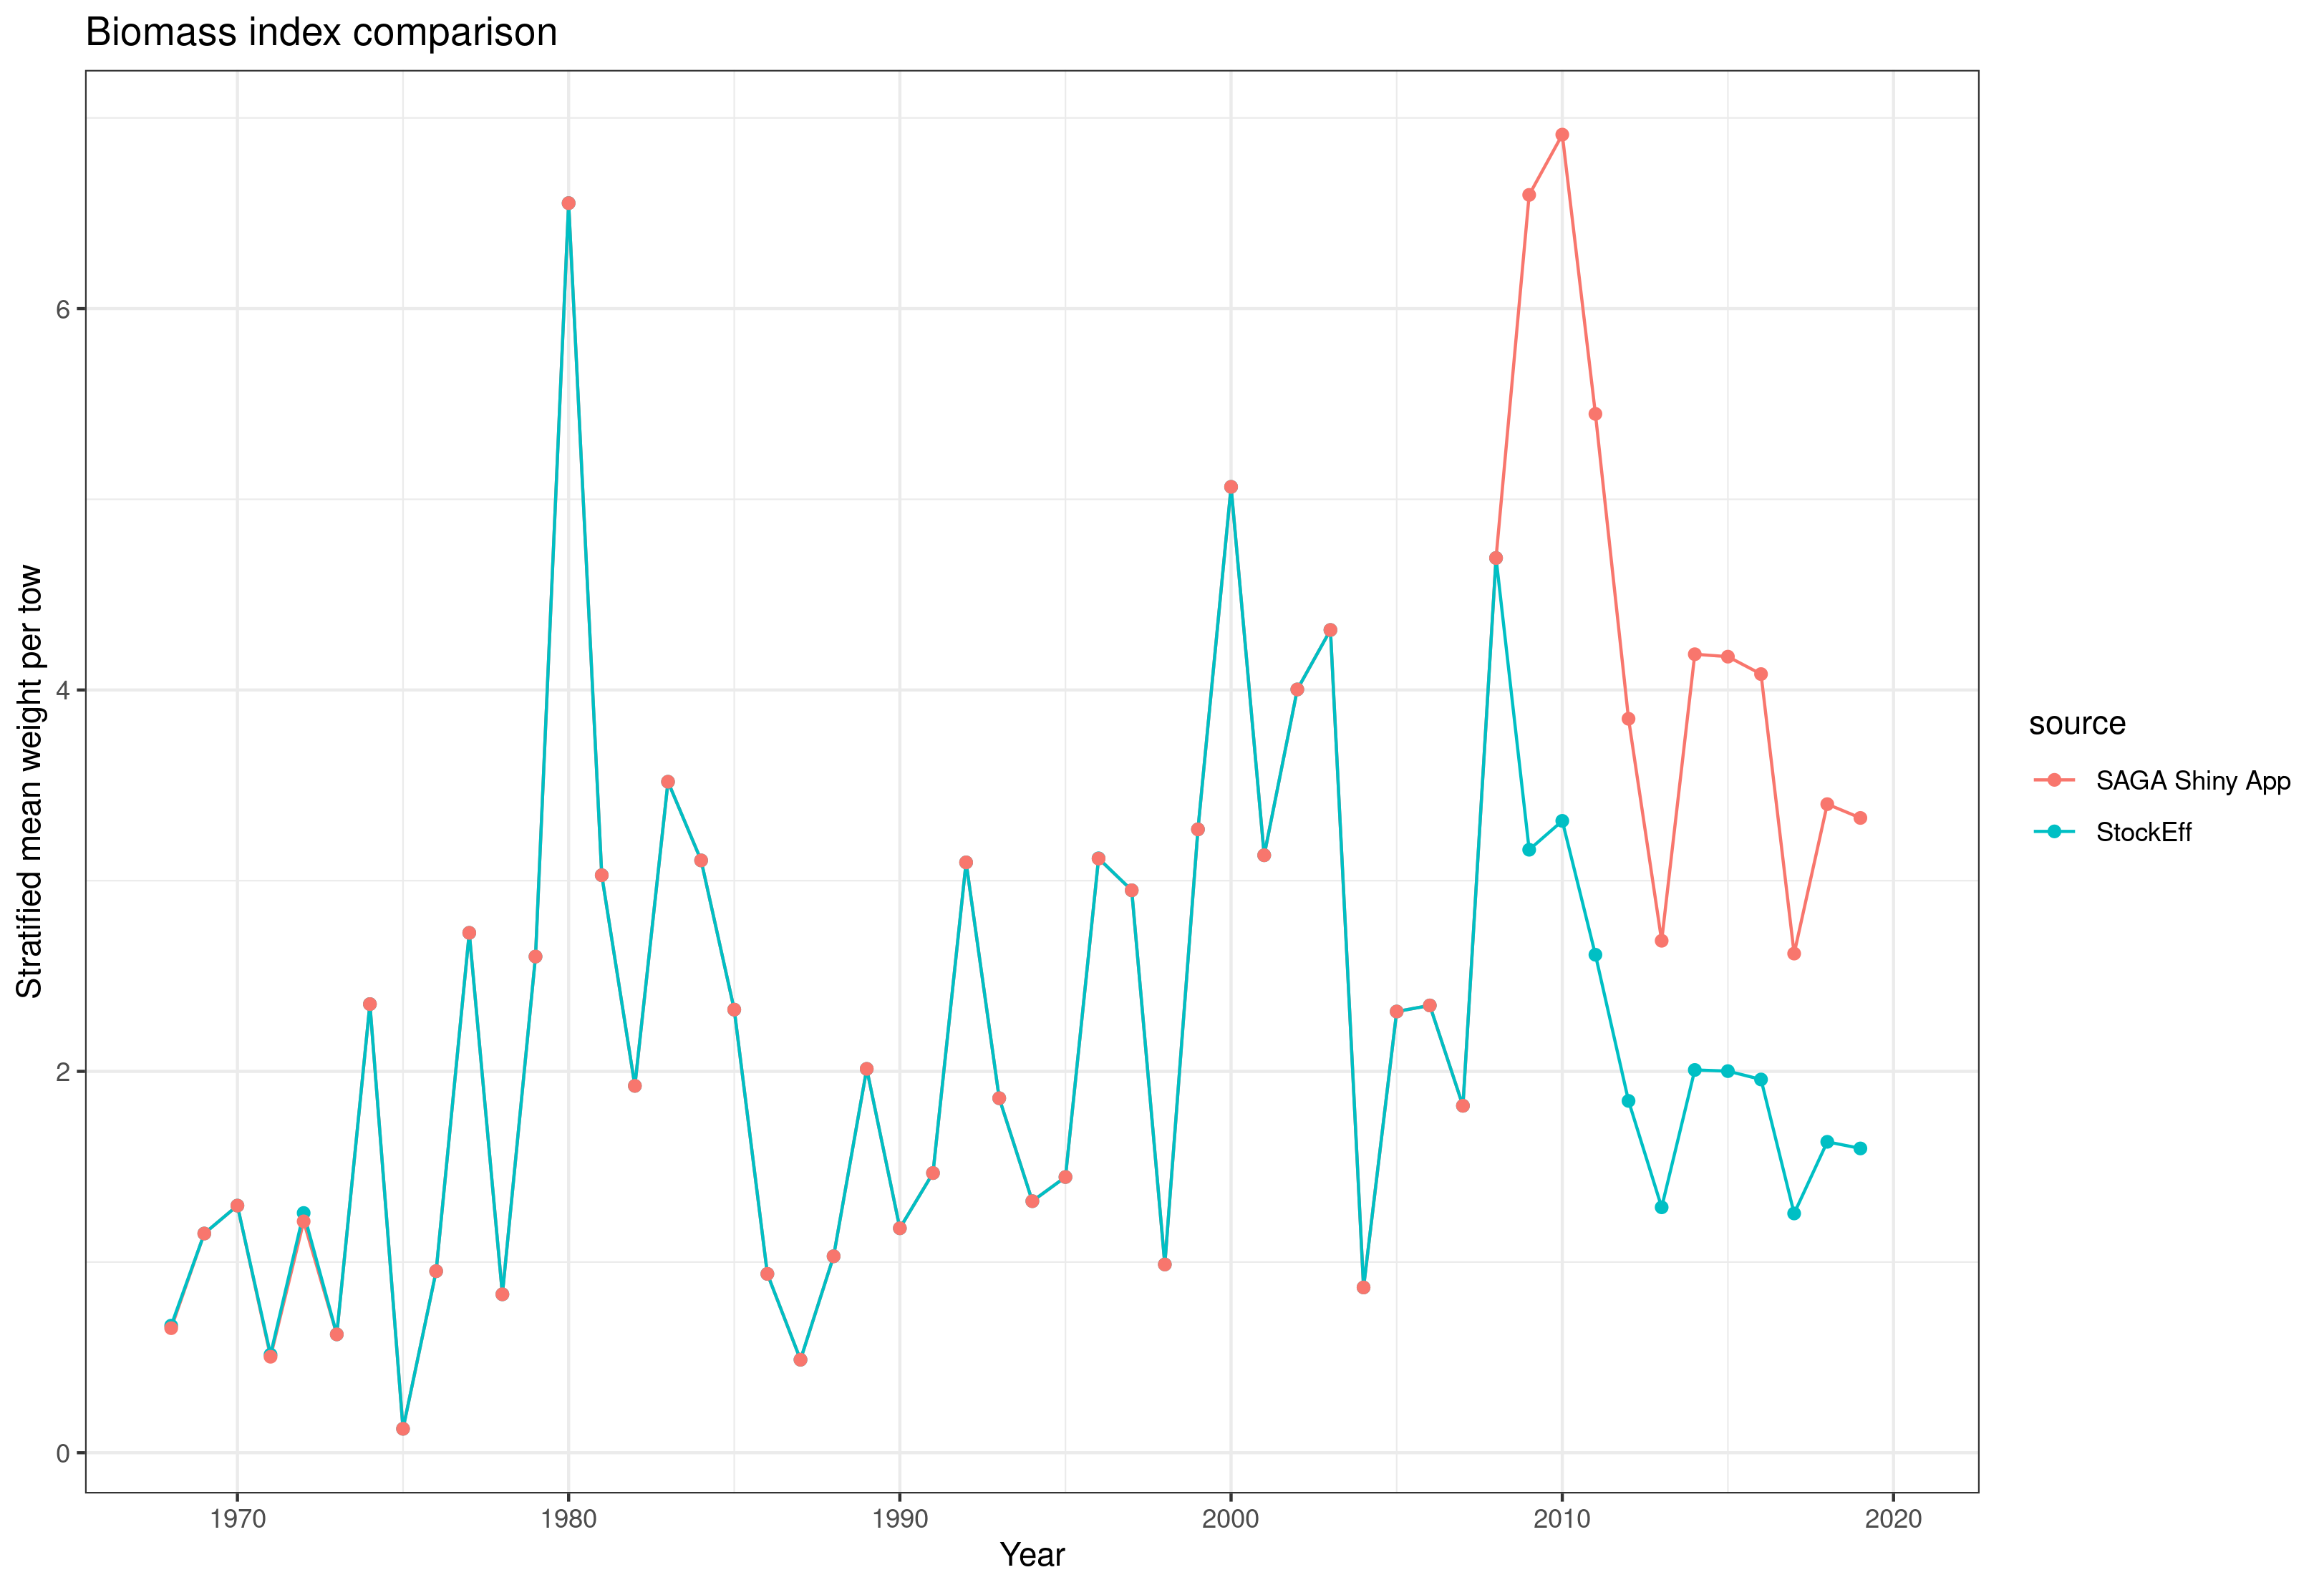 Biomass index comparison
Stratified mean weight per tow
6
4
2
0
1970 1980 1990 2000 2010 2020
Year
source
SAGA Shiny App
StockEff